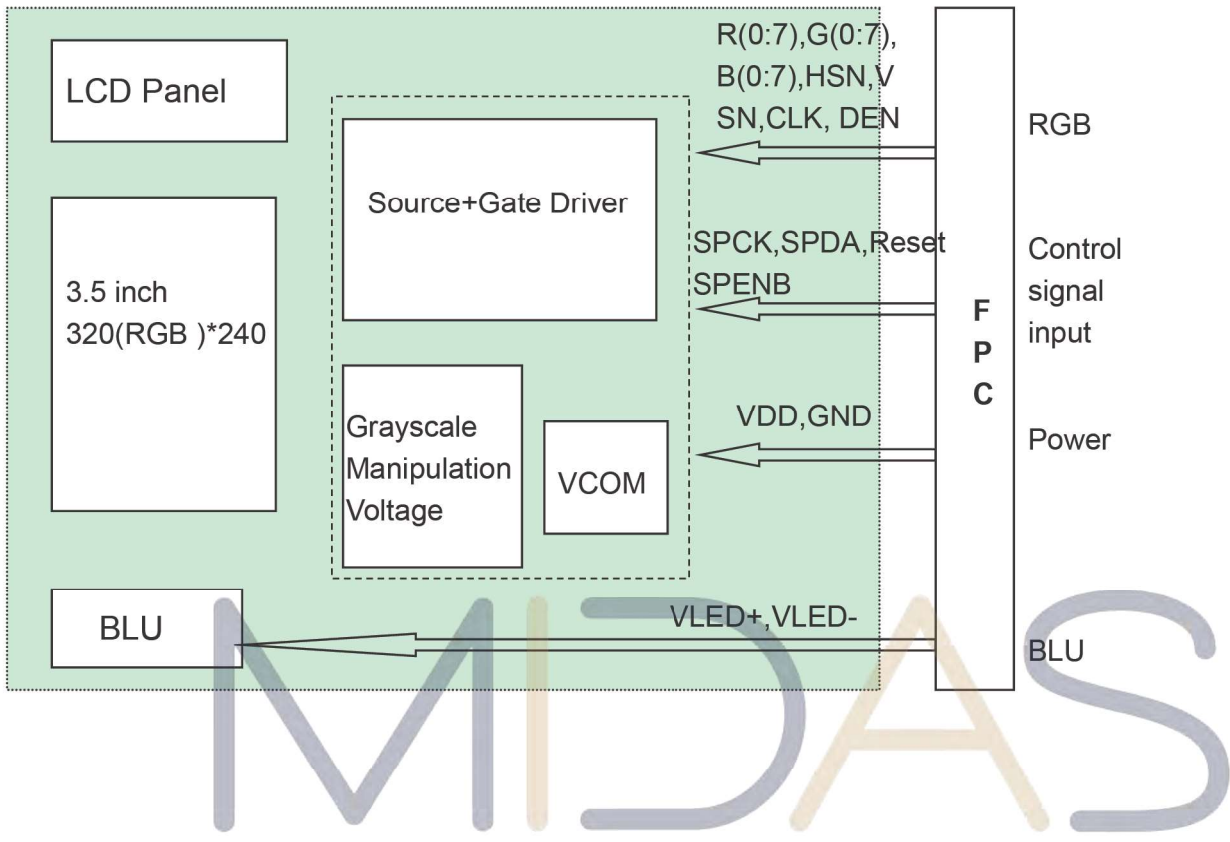 LCD Panel
3.5 inch
320(RGB )*240
BLU
Source+Gate Driver
Grayscale
Manipulation
Voltage
VCOM
R(0:7),G(0:7),
B(0:7),HSN,V
SN,CLK, DEN
SPCK,SPDA,Reset
SPENB
VDD,GND
VLED+,VLED-
F
P
C
RGB
Control
signal
input
Power
BLU
MIDAS